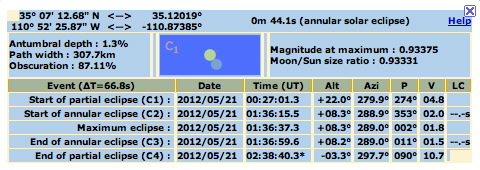 35° 07' 12.68" N <—> 35.12019°
110° 52' 25.87" W <—> -110.87385°
0m 44.1s (annular solar eclipse)
Help
Antumbral depth : 1.3%
Path width : 307.7km
Obscuration : 87.11%
C1
Magnitude at maximum : 0.93375
Moon/Sun size ratio : 0.93331
Event (ΔT=66.8s) Date Time (UT) Alt Azi P V LC
Start of partial eclipse (C1) : 2012/05/21 00:27:01.3 +22.0° 279.9° 274° 04.8
Start of annular eclipse (C2) : 2012/05/21 01:36:15.5 +08.3° 288.9° 353° 02.0 --.-s
Maximum eclipse : 2012/05/21 01:36:37.3 +08.3° 289.0° 002° 01.8
End of annular eclipse (C3) : 2012/05/21 01:36:59.6 +08.2° 289.0° 011° 01.5 --.-s
End of partial eclipse (C4) : 2012/05/21 02:38:40.3* -03.3° 297.7° 090° 10.7